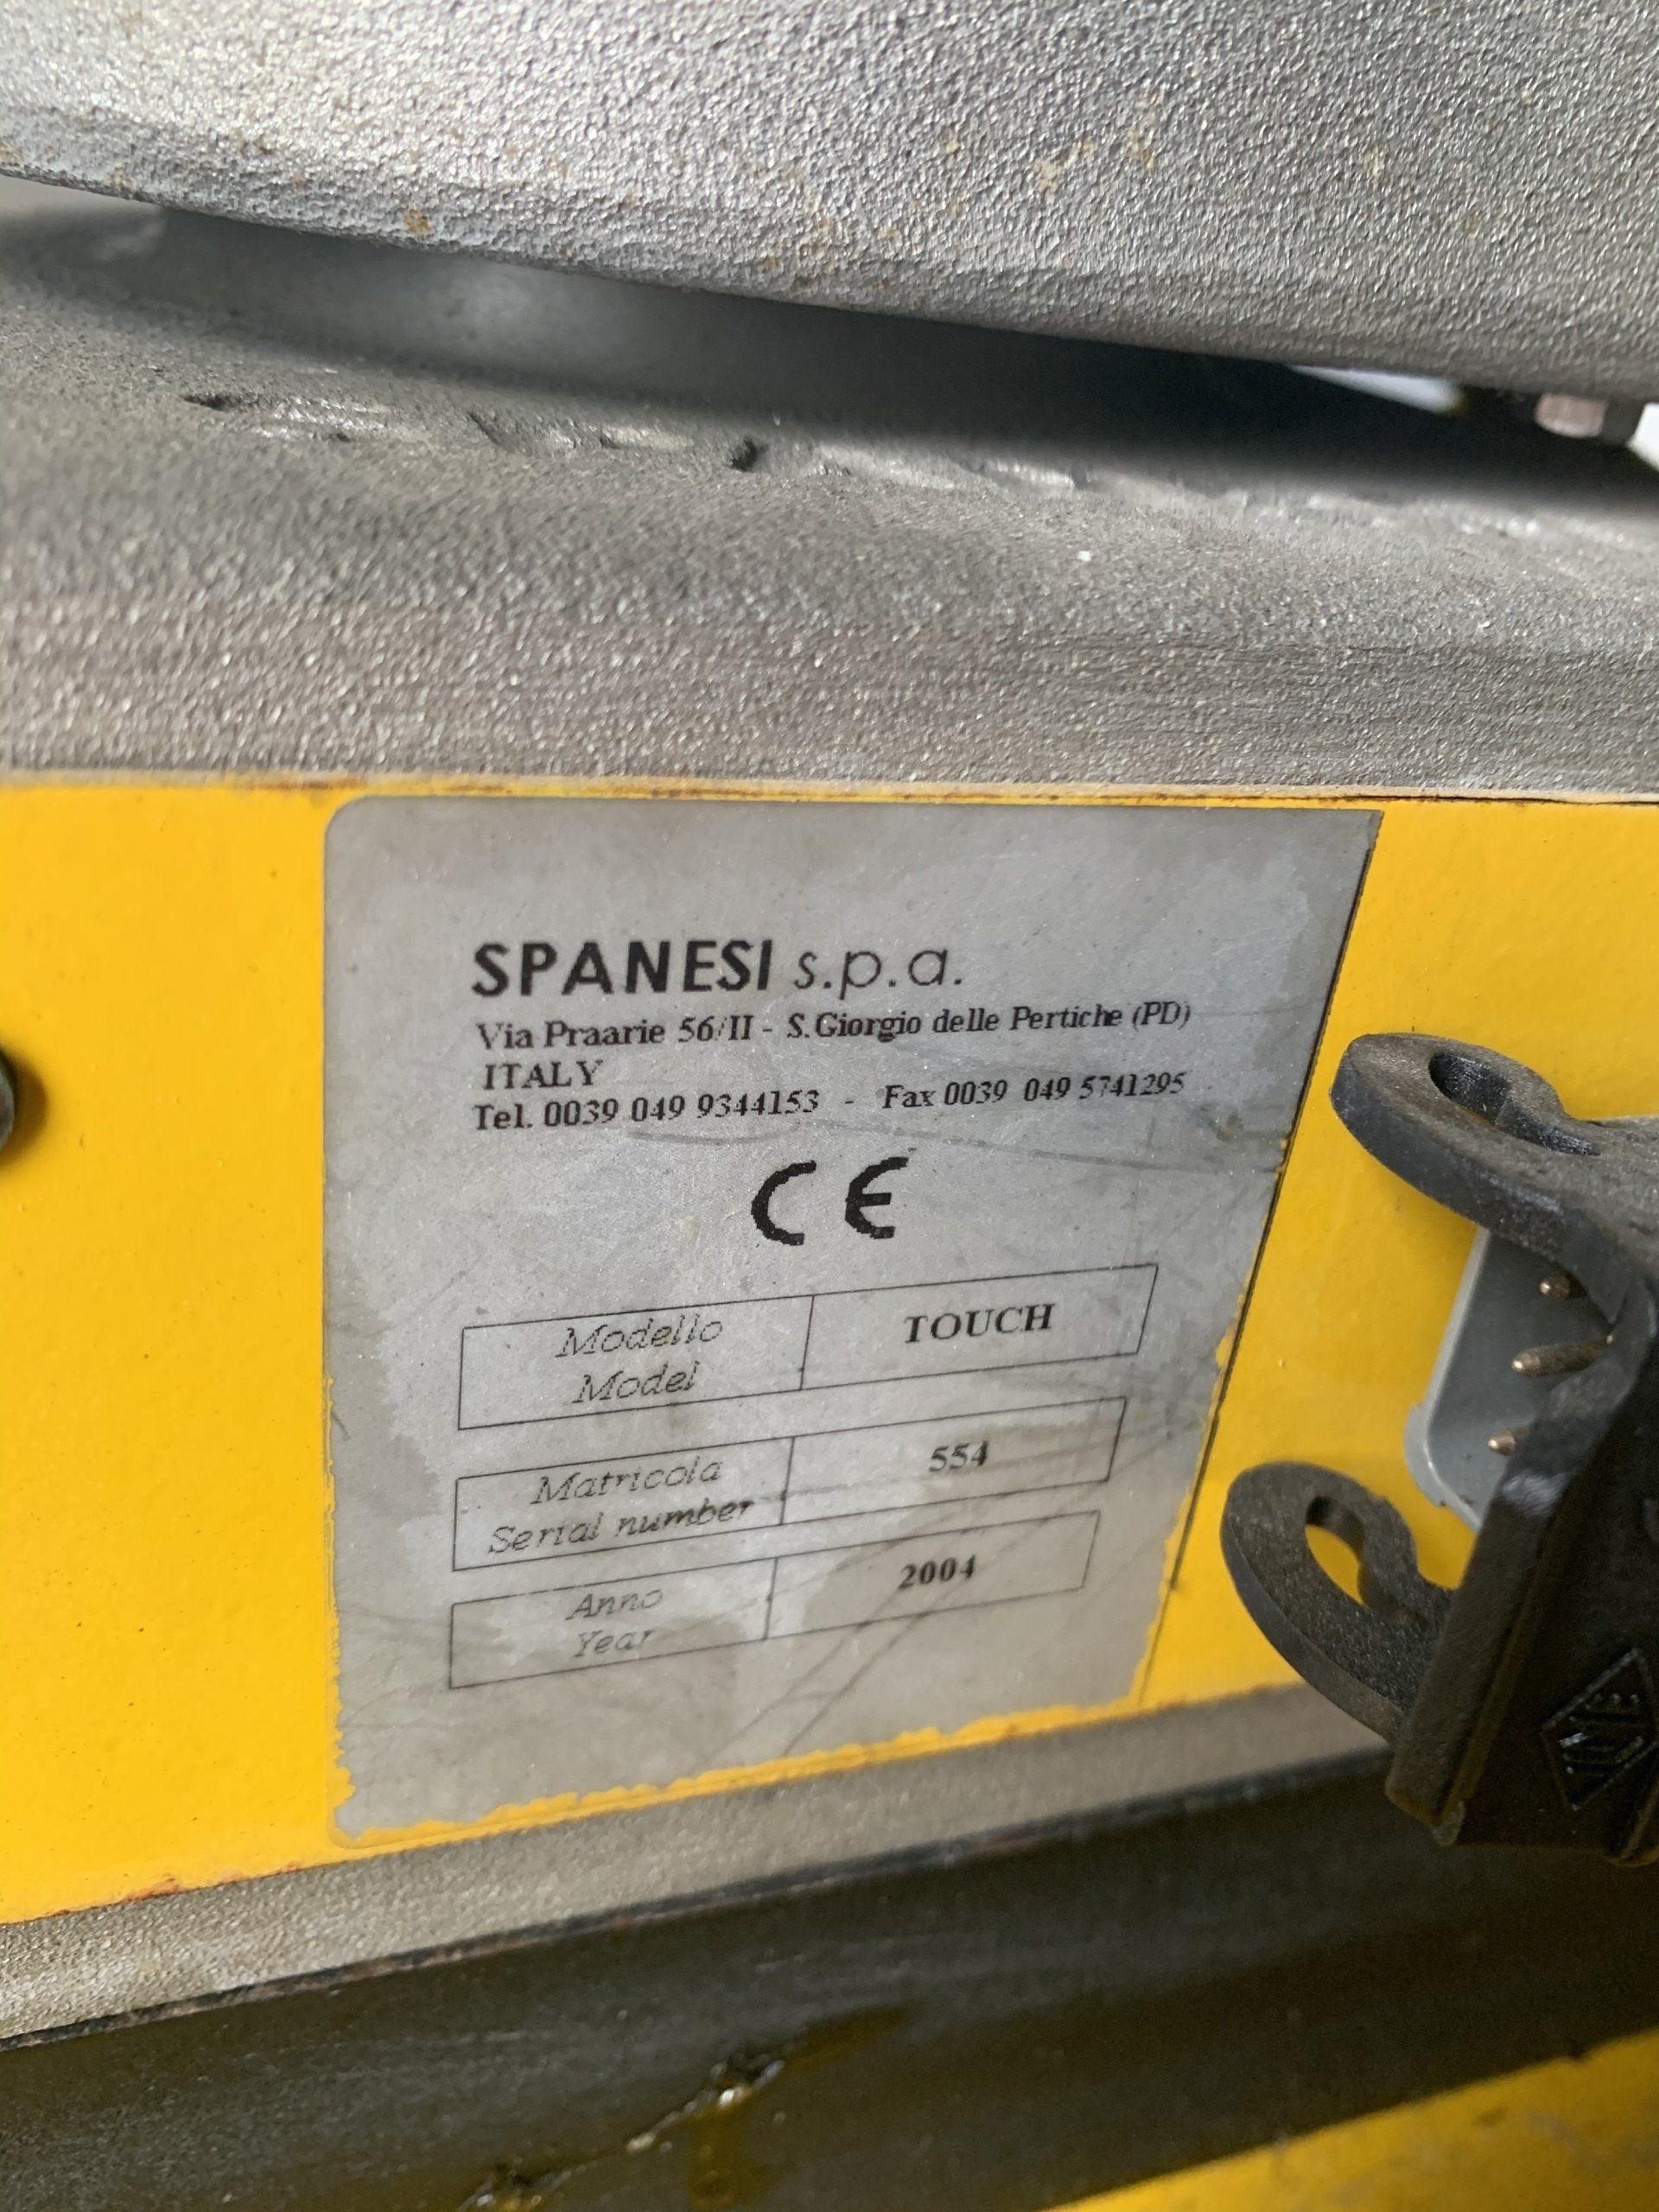 SPANESI s.p.a.
Via Praarie 56/II - S.Giorgio delle Pertiche (PD)
ITALY
Tel. 0039 049 9344153 - Fax 0039 049 5741295
CE
Modello
Model
TOUCH
Matricola
Serial number
554
Anno
Year
2004
ILME